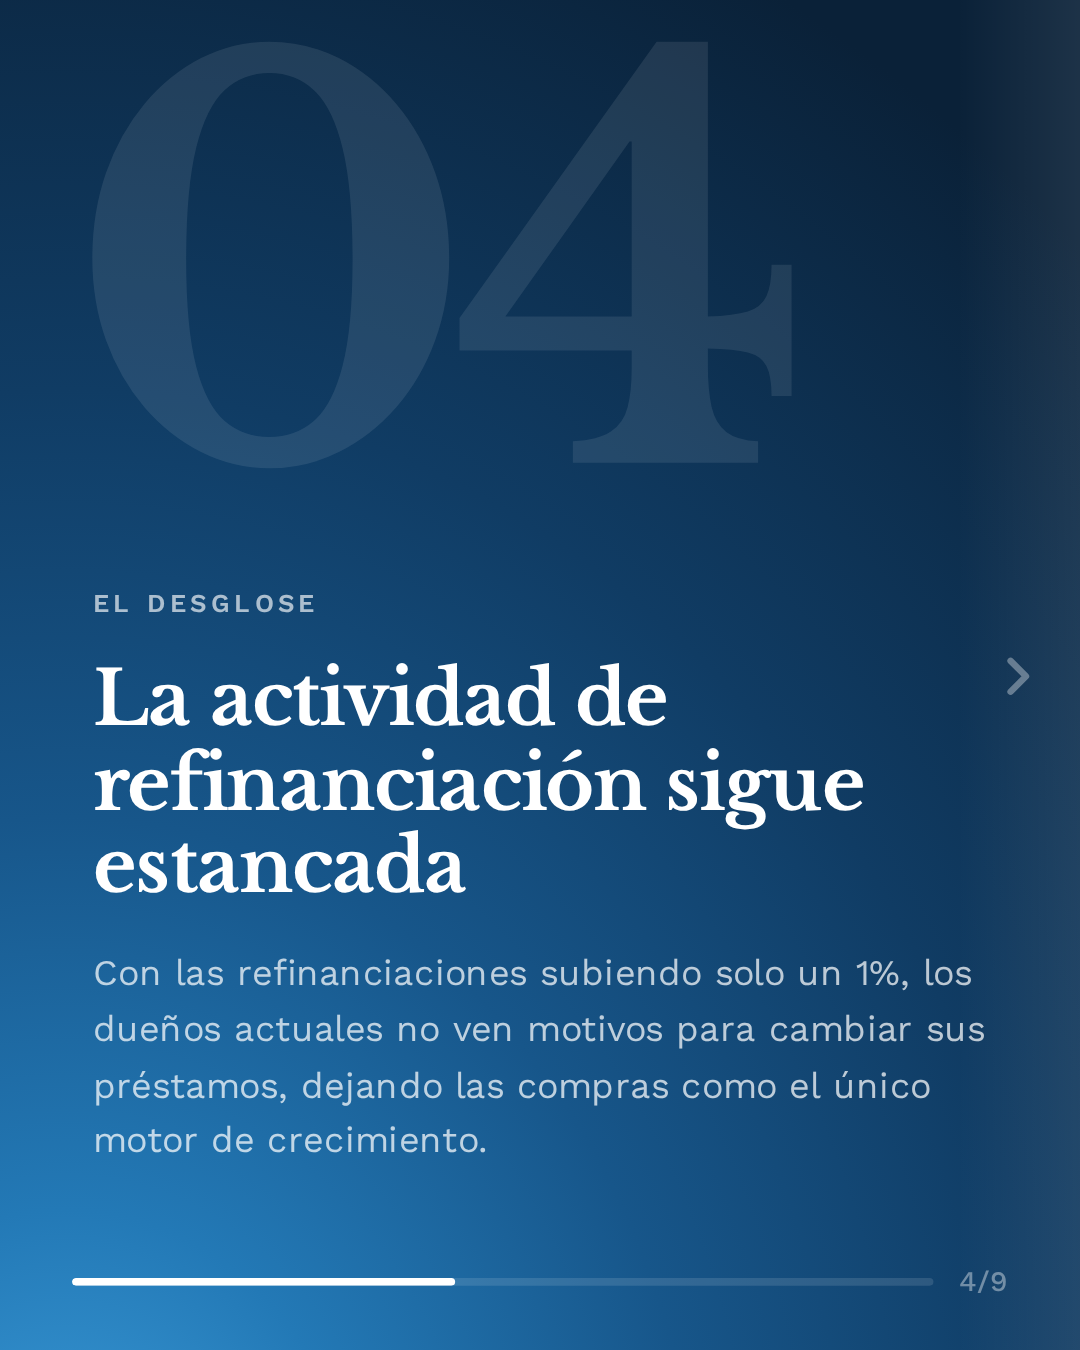 04
EL DESGLOSE
La actividad de
refinanciación sigue
estancada
Con las refinanciaciones subiendo solo un 1%, los
dueños actuales no ven motivos para cambiar sus
préstamos, dejando las compras como el único
motor de crecimiento.
4/9